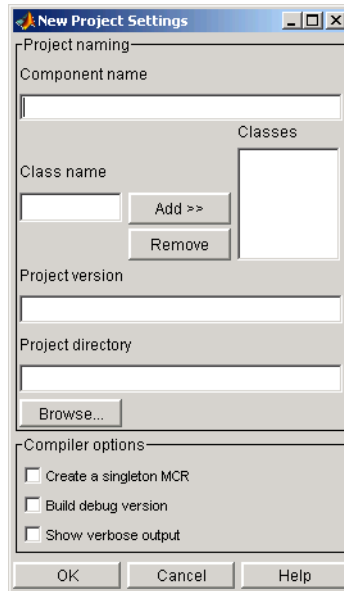 New Project Settings
Project naming
Component name
Classes
Class name
Add >>
Remove
Project version
Project directory
Browse...
Compiler options
Create a singleton MCR
Build debug version
Show verbose output
OK Cancel Help